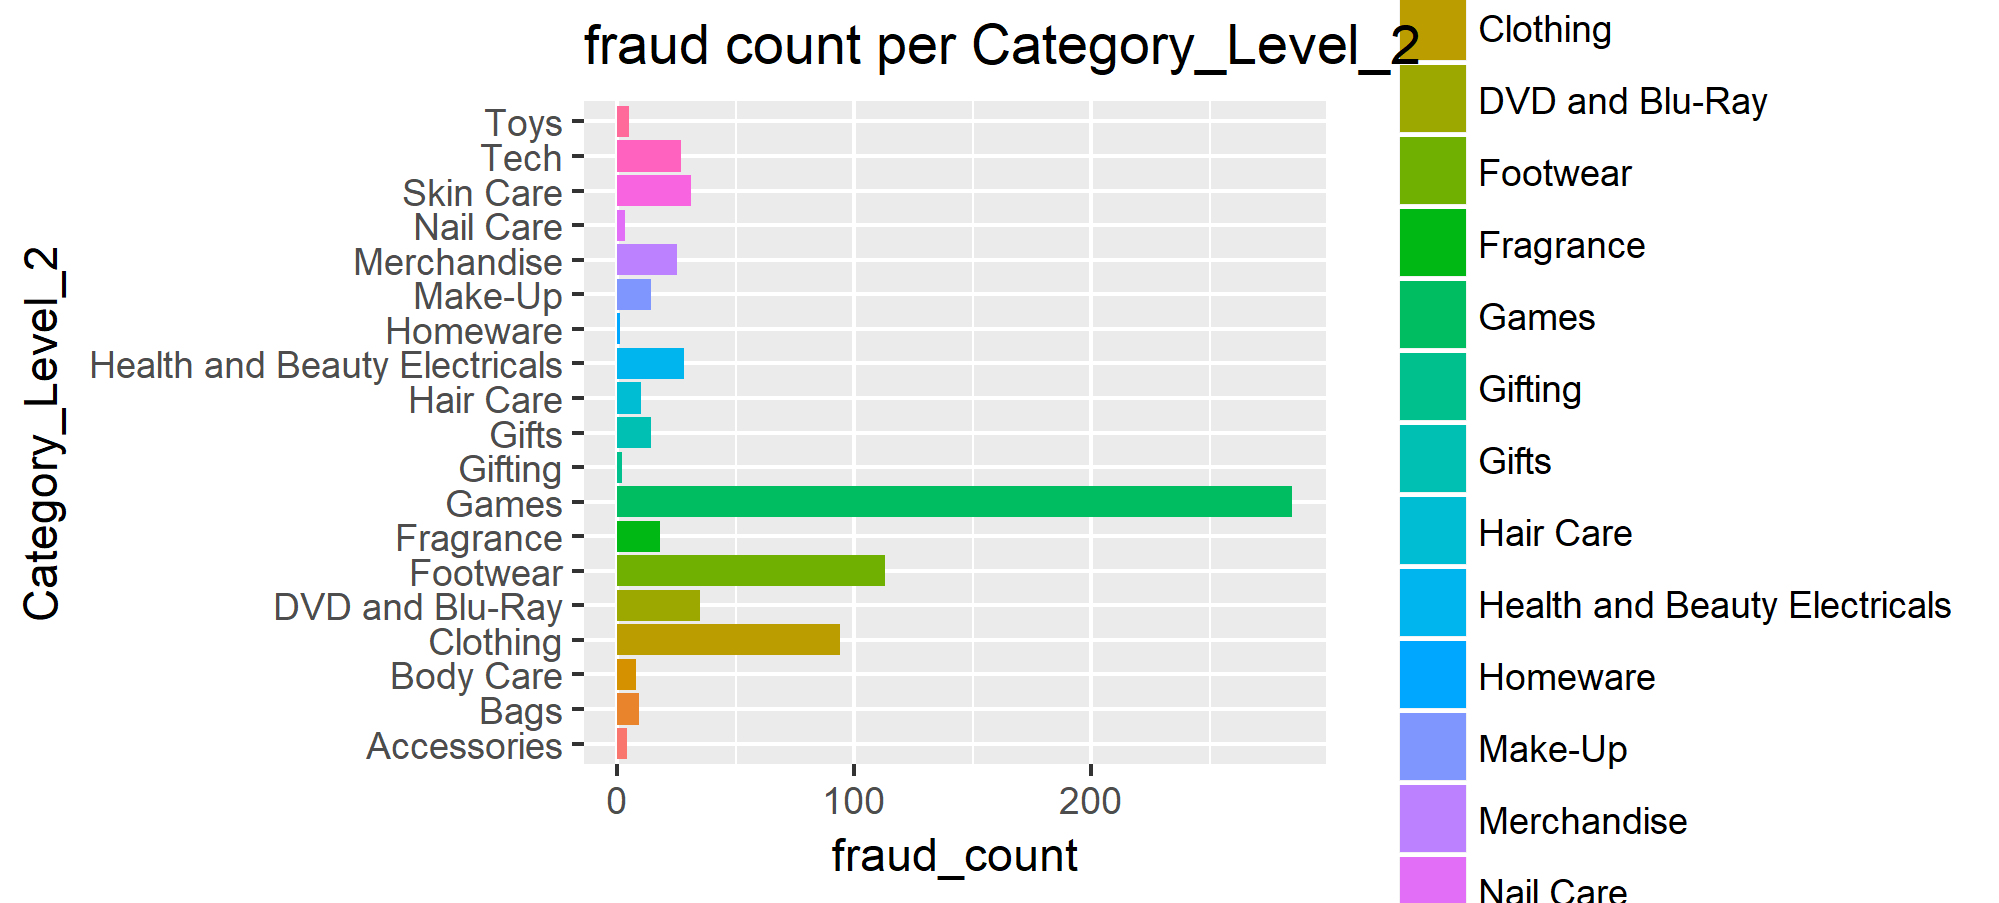 fraud count per Category_Level_2
Category_Level_2
Toys
Tech
Skin Care
Nail Care
Merchandise
Make-Up
Homeware
Health and Beauty Electricals
Hair Care
Gifts
Gifting
Games
Fragrance
Footwear
DVD and Blu-Ray
Clothing
Body Care
Bags
Accessories
0 100 200
fraud_count
Clothing
DVD and Blu-Ray
Footwear
Fragrance
Games
Gifting
Gifts
Hair Care
Health and Beauty Electricals
Homeware
Make-Up
Merchandise
Nail Care